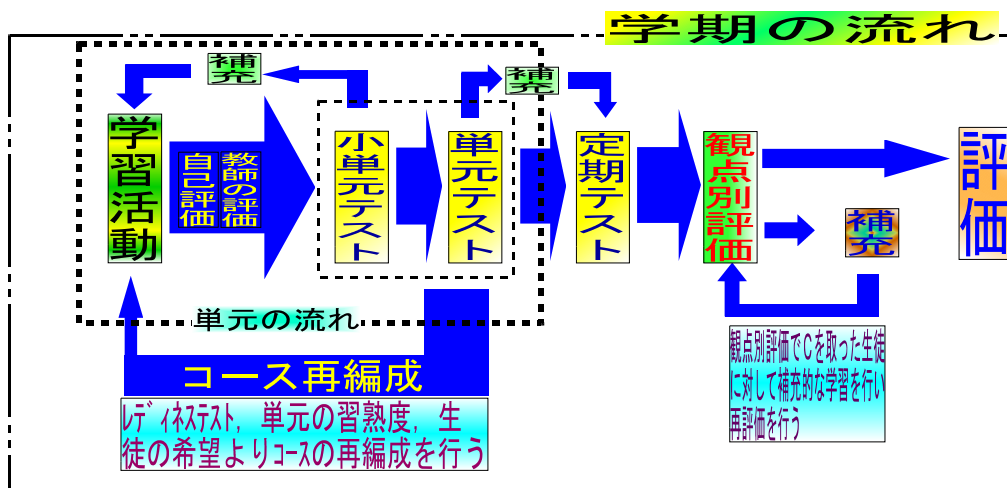 学期の流れ
補充
補充
学習活動
自己評価
教師の評価
小単元テスト
単元テスト
定期テスト
観点別評価
補充
評価
単元の流れ
コース再編成
ﾚﾃﾞｨﾈｽﾃｽﾄ，単元の習熟度，生
徒の希望よりｺｰｽの再編成を行う
観点別評価でCを取った生徒
に対して補充的な学習を行い
再評価を行う